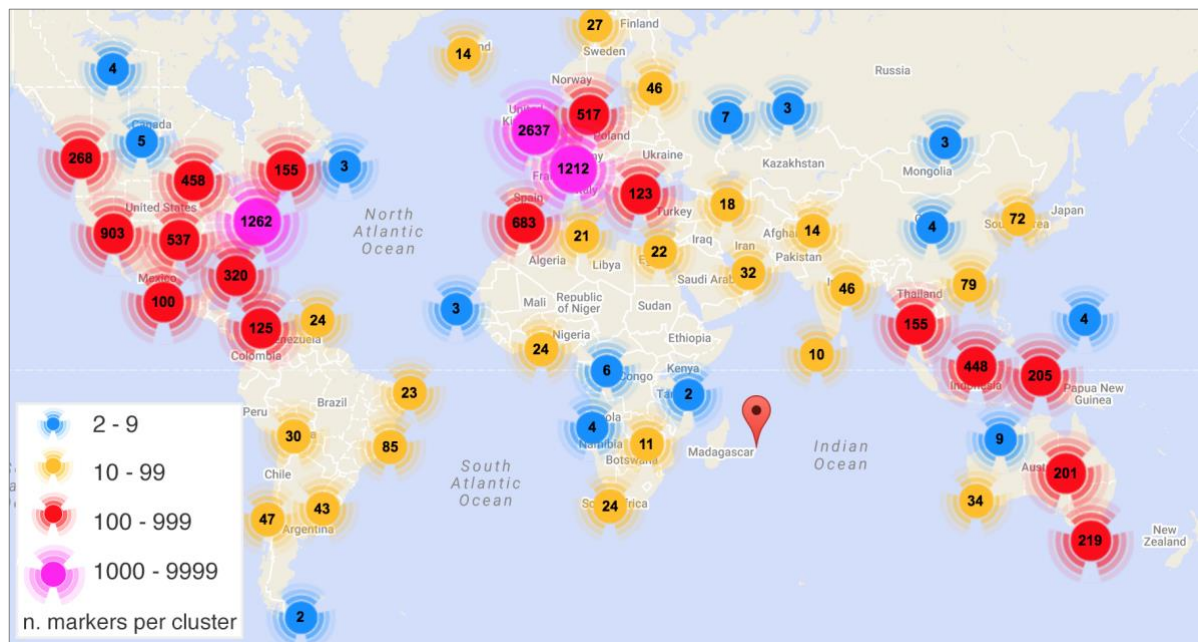 27
Finland
14
Sweden
Russia
4
Norway
46
2637
517
Poland
7
3
5
Canada
268
458
155
3
1212
Ukraine
Kazakhstan
3
Mongolia
United States
1262
North
Atlantic
Ocean
Spain
123
Turkey
18
4
72
Japan
903
537
683
21
22
Iraq
Iran
14
Algeria
Libya
Pakistan
Mexico
320
Saudi
32
46
79
100
3
Mali
Republic
of Niger
Sudan
Thailand
125
24
24
Nigeria
Ethiopia
155
4
Colombia
10
6
Congo
Kenya
448
205
Papua New
Guinea
Indonesia
23
2
Peru
Brazil
30
85
4
Namibia
11
Botswana
Madagascar
Indian
Ocean
9
Chile
South
Atlantic
Ocean
201
24
34
47
43
Argentina
219
New
Zealand
2
2 - 9
10 - 99
100 - 999
1000 - 9999
n. markers per cluster